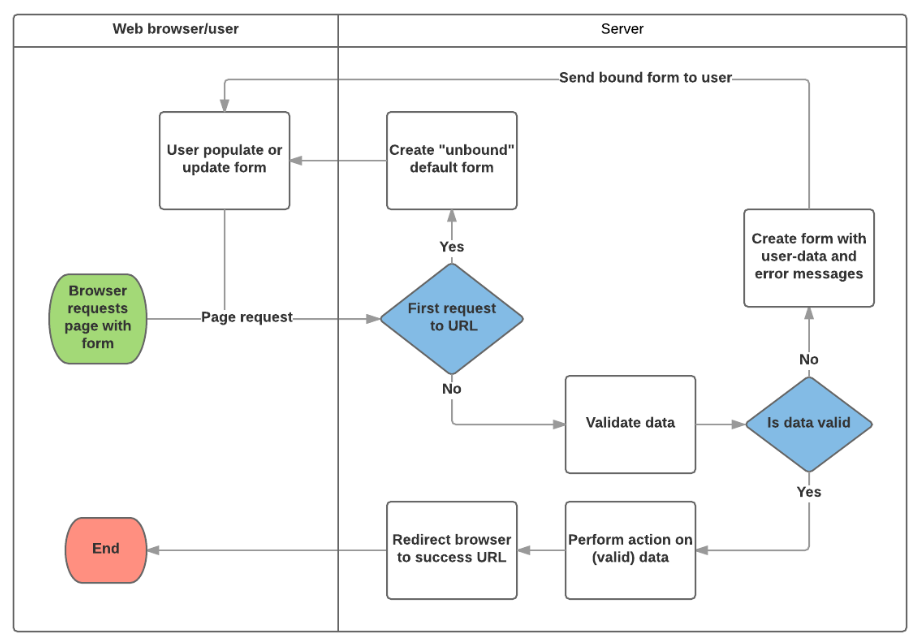 Web browser/user
Server
Send bound form to user
User populate or
update form
Create "unbound"
default form
Yes
Create form with
user-data and
error messages
Browser
requests
page with
form
Page request
First request
to URL
No
No
Validate data
Is data valid
Yes
End
Redirect browser
to success URL
Perform action on
(valid) data